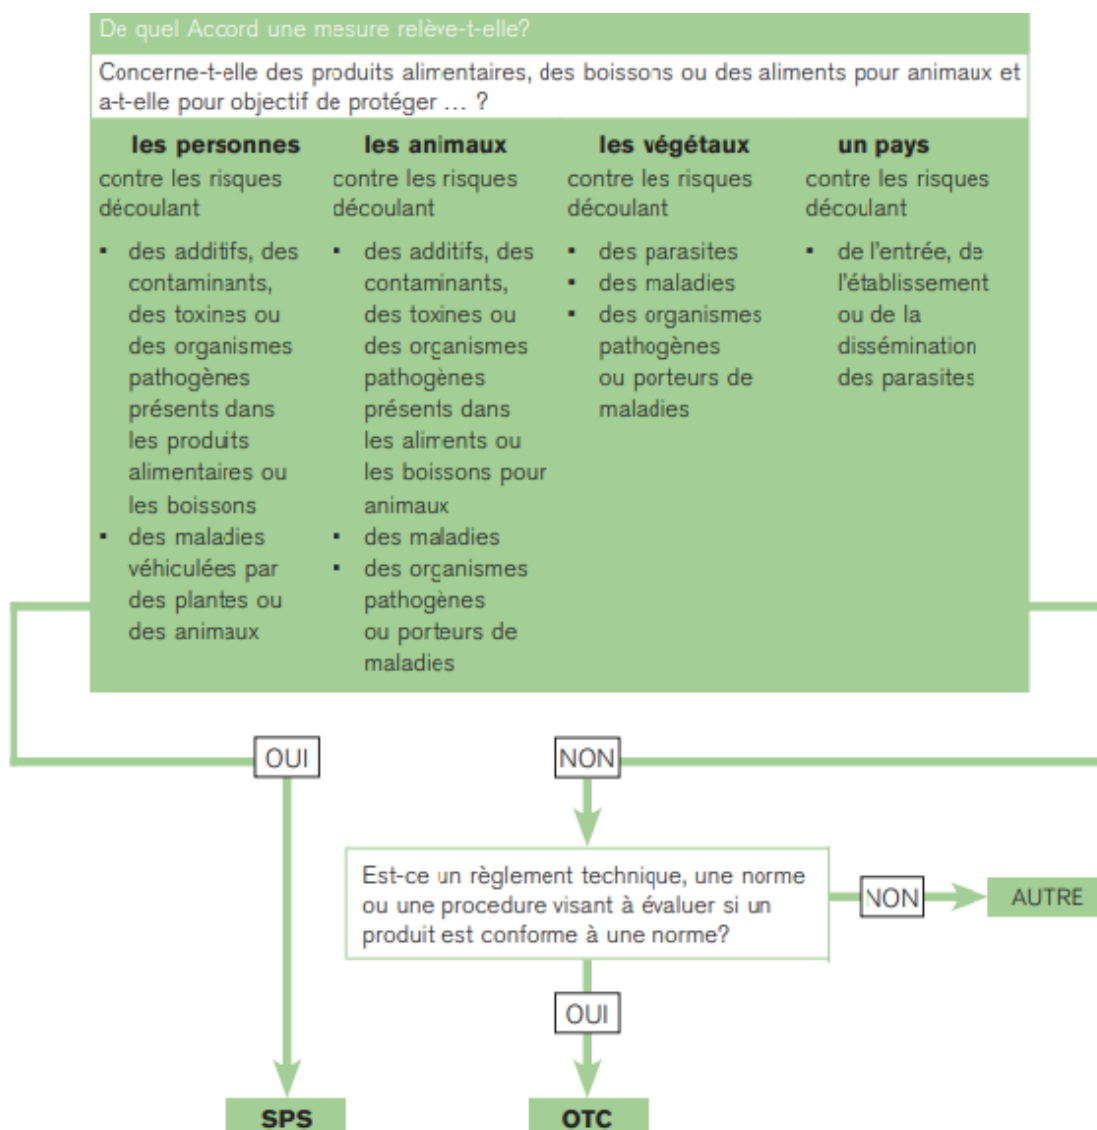 De quel Accord une mesure relève-t-elle?
Concerne-t-elle des produits alimentaires, des boissons ou des aliments pour animaux et
a-t-elle pour objectif de protéger ... ?
les personnes
contre les risques
découlant
▪ des additifs, des
contaminants,
des toxines ou
des organismes
pathogènes
présents dans
les produits
alimentaires ou
les boissons
▪ des maladies
véhiculées par
des plantes ou
des animaux
les animaux
contre les risques
découlant
▪ des additifs, des
contaminants,
des toxines ou
des organismes
pathogènes
présents dans
les aliments ou
les boissons pour
animaux
▪ des maladies
▪ des organismes
pathogènes
ou porteurs de
maladies
les végétaux
contre les risques
découlant
▪ des parasites
▪ des maladies
▪ des organismes
pathogènes
ou porteurs de
maladies
un pays
contre les risques
découlant
▪ de l'entrée, de
l'établissement
ou de la
dissémination
des parasites
OUI
NON
Est-ce un règlement technique, une norme
ou une procedure visant à évaluer si un
produit est conforme à une norme?
NON
AUTRE
OUI
SPS
OTC